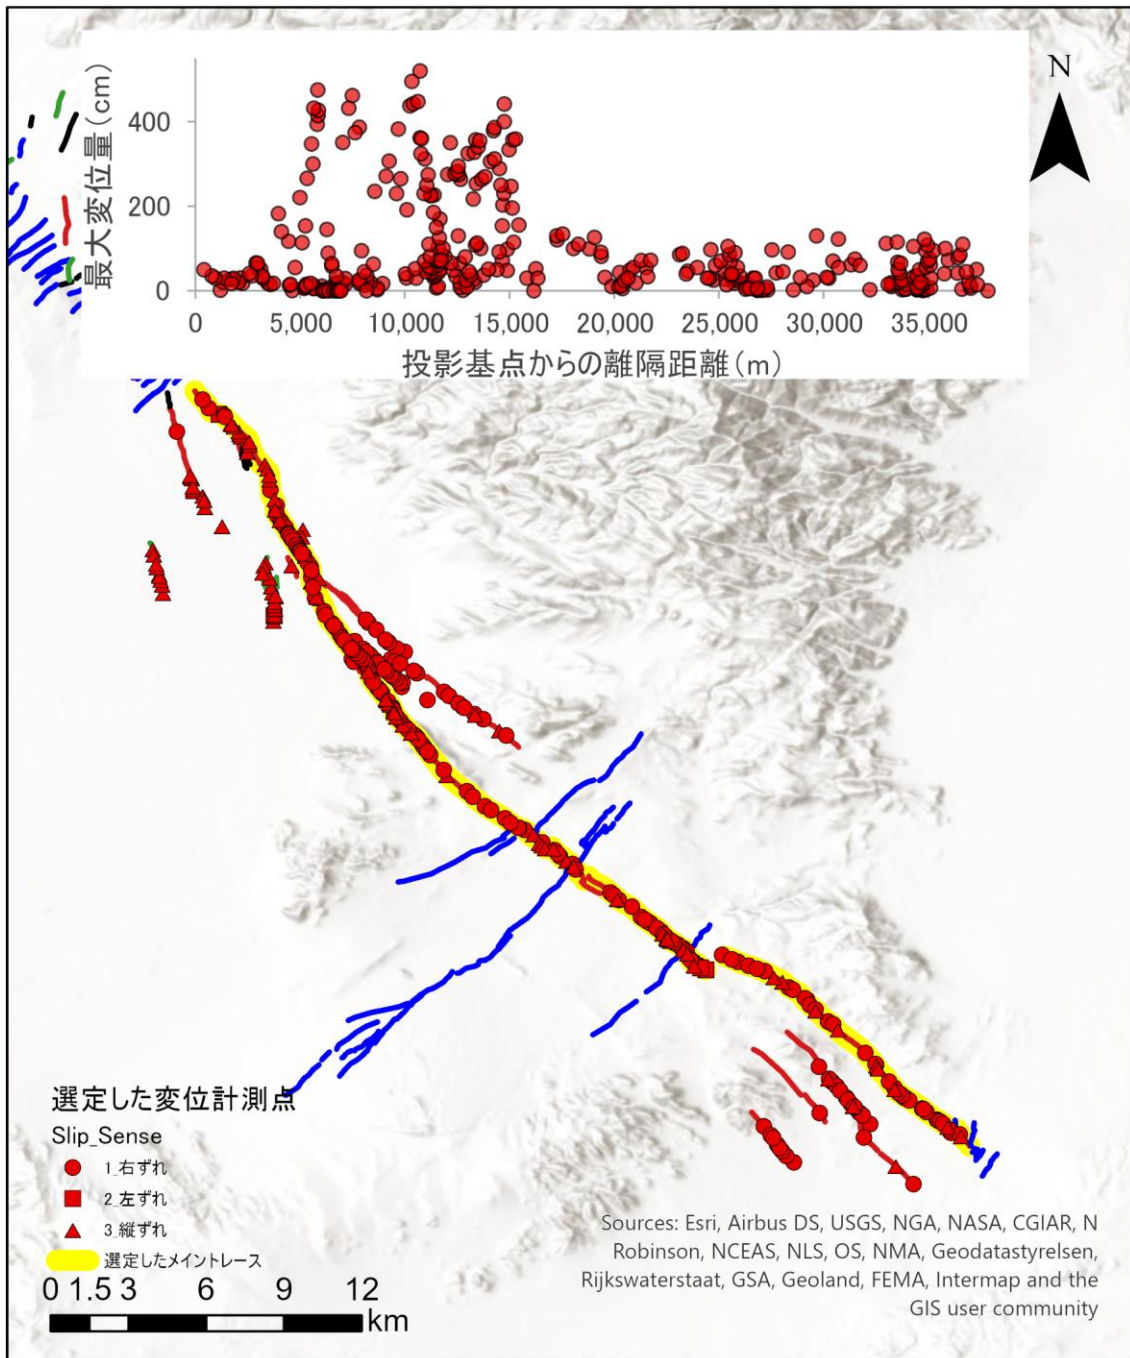 N
最大変位量(cm)
400
200
0
0 5,000 10,000 15,000 20,000 25,000 30,000 35,000
投影基点からの離隔距離(m)
選定した変位計測点
Slip_Sense
1_右ずれ
2_左ずれ
3_縦ずれ
選定したメイントレース
0 1.5 3 6 9 12
km
Sources: Esri, Airbus DS, USGS, NGA, NASA, CGIAR, N
Robinson, NCEAS, NLS, OS, NMA, Geodatastyrelsen,
Rijkswaterstaat, GSA, Geoland, FEMA, Intermap and the
GIS user community